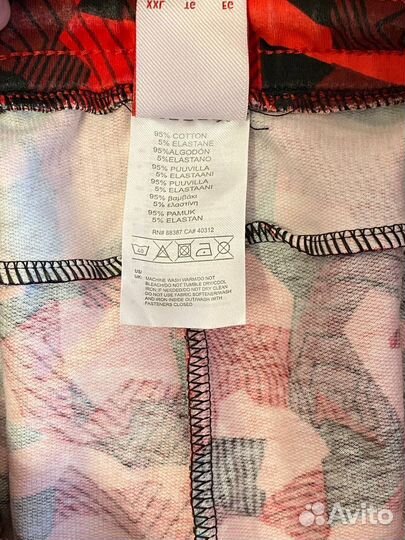 XXL TG EG
95% COTTON
5% ELASTANE
95%ALGODÓN
5%ELASTANO
95% PUUVILLA
5% ELASTAANI
95% PUUVILLA
5% ELASTAANI
95% βαμβάκι
5% ελαστίνη
95% PAMUK
5% ELASTAN
RN# 88387 CA# 40312
40
US/
UK: MACHINE WASH WARM/DO NOT
BLEACH/DO NOT TUMBLE DRY/COOL
IRON IF NEEDED/DO NOT DRY CLEAN
DO NOT USE FABRIC SOFTENER/WASH
AND IRON INSIDE OUT/WASH WITH
FASTENERS CLOSED
Avito